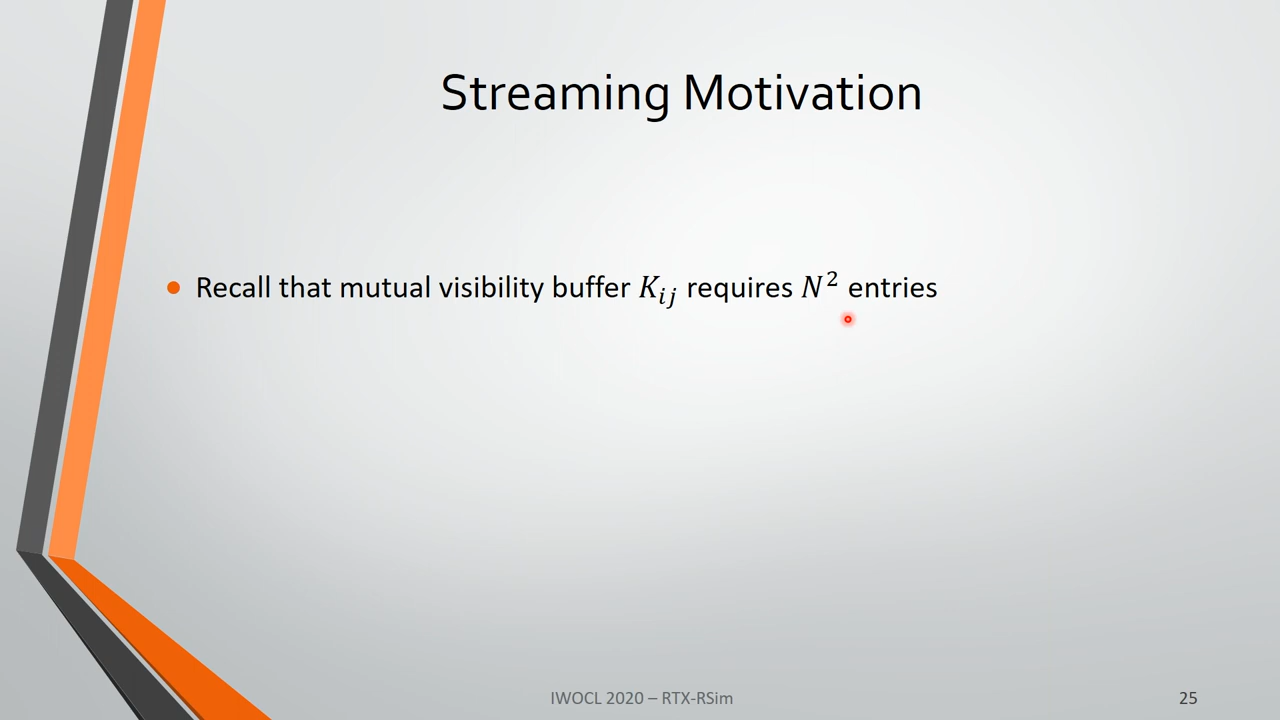 Streaming Motivation
Recall that mutual visibility buffer $K_{ij}$ requires $N^2$ entries
IWOCL 2020 – RTX-RSim
25